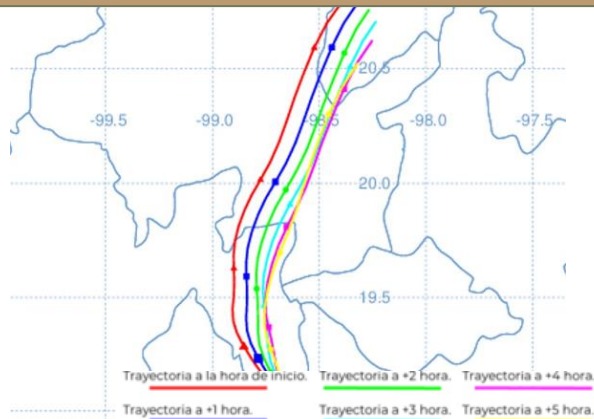 20.5
-99.5 -99.0 -98.5 -98.0 -97.5
20.0
19.5
Trayectoria a la hora de inicio. Trayectoria a +2 hora. Trayectoria a +4 hora.
Trayectoria a +1 hora. Trayectoria a +3 hora. Trayectoria a +5 hora.